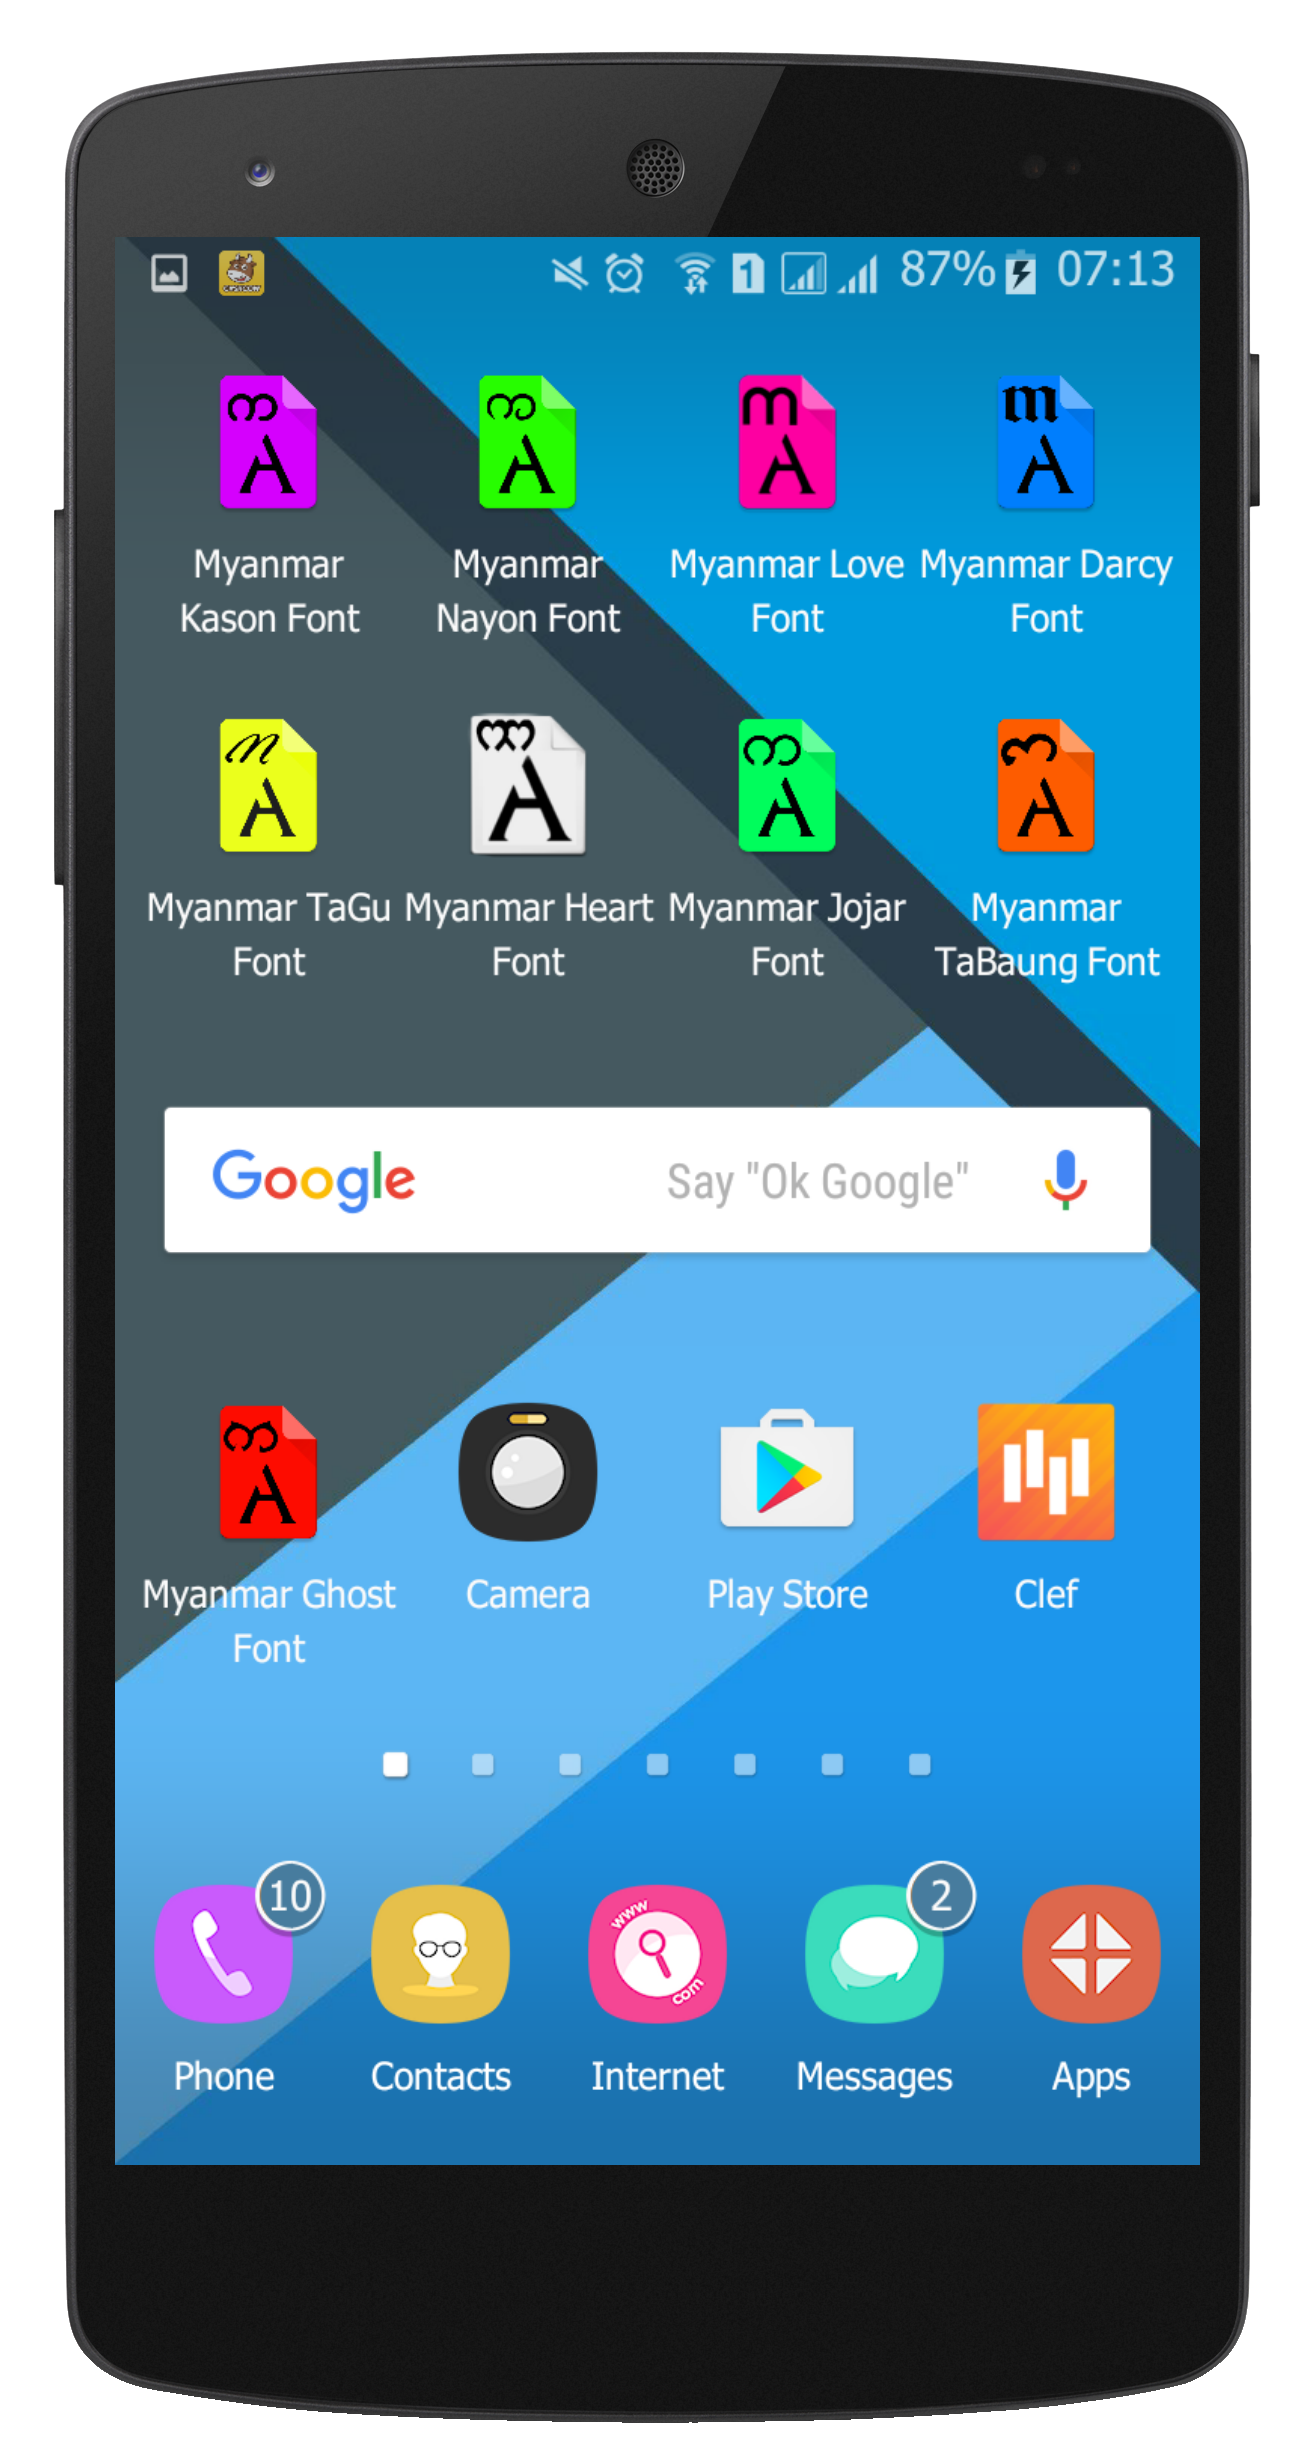 87% 07:13
Myanmar Kason Font
Myanmar Nayon Font
Myanmar Love Font
Myanmar Darcy Font
Myanmar TaGu Font
Myanmar Heart Font
Myanmar Jojar Font
Myanmar TaBaung Font
Google Say "Ok Google"
Myanmar Ghost Font
Camera
Play Store
Clef
10
2
www
com
Phone Contacts Internet Messages Apps